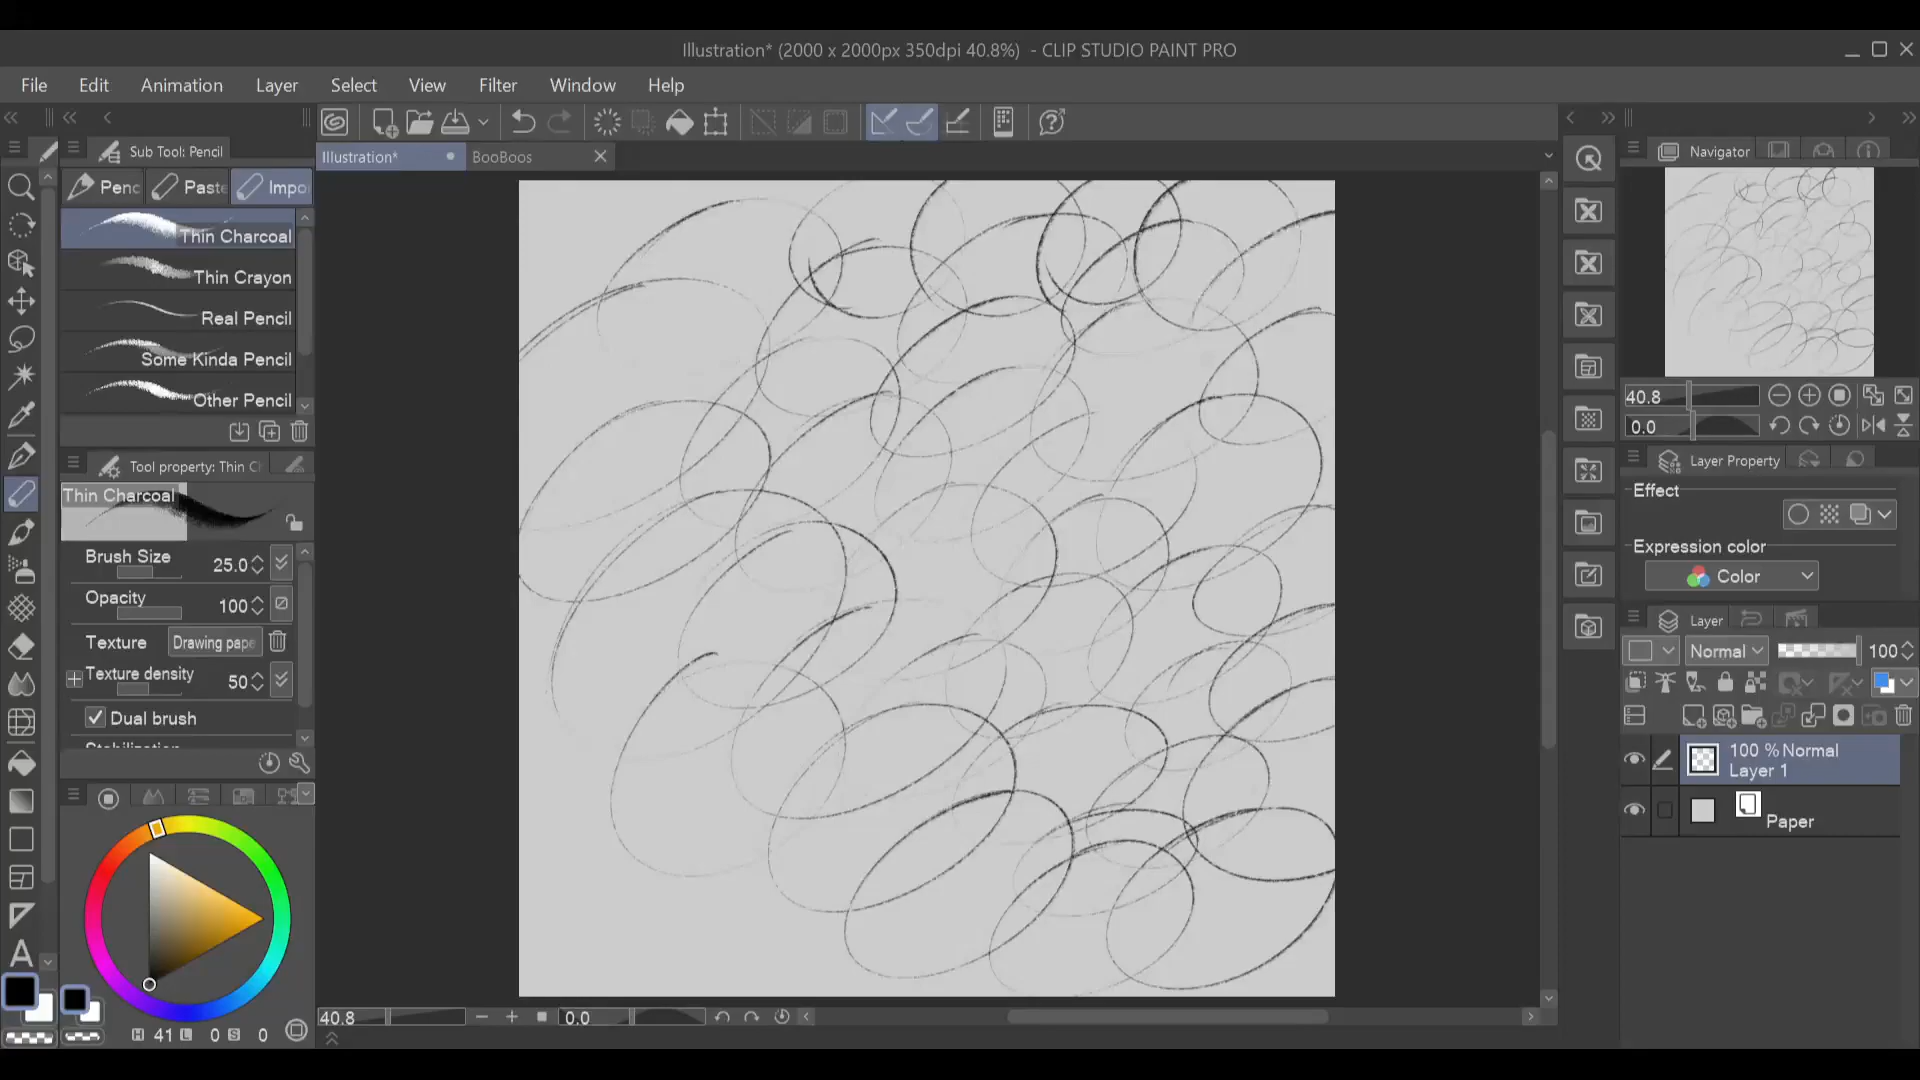 Illustration* (2000 x 2000px 350dpi 40.8%) - CLIP STUDIO PAINT PRO
File Edit Animation Layer Select View Filter Window Help
Illustration* BooBoos
Sub Tool: Pencil
Penc Paste Impo
Thin Charcoal
Thin Crayon
Real Pencil
Some Kinda Pencil
Other Pencil
Tool property: Thin C
Thin Charcoal
Brush Size 25.0
Opacity 100
Texture Drawing pape
Texture density 50
Dual brush
Stabilization
H 41 L 0 S 0
A
40.8 0.0
Navigator
40.8
0.0
Layer Property
Effect
Expression color
Color
Layer
Normal 100
100 % Normal
Layer 1
Paper